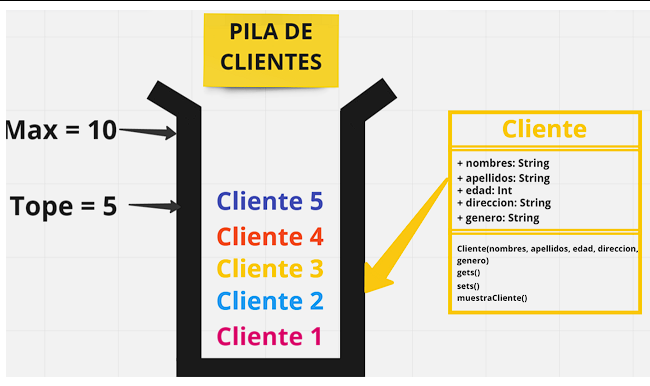 PILA DE
CLIENTES
Max = 10
Tope = 5
Cliente 5
Cliente 4
Cliente 3
Cliente 2
Cliente 1
Cliente
+ nombres: String
+ apellidos: String
+ edad: Int
+ direccion: String
+ genero: String
Cliente(nombres, apellidos, edad, direccion,
genero)
gets()
sets()
muestraCliente()